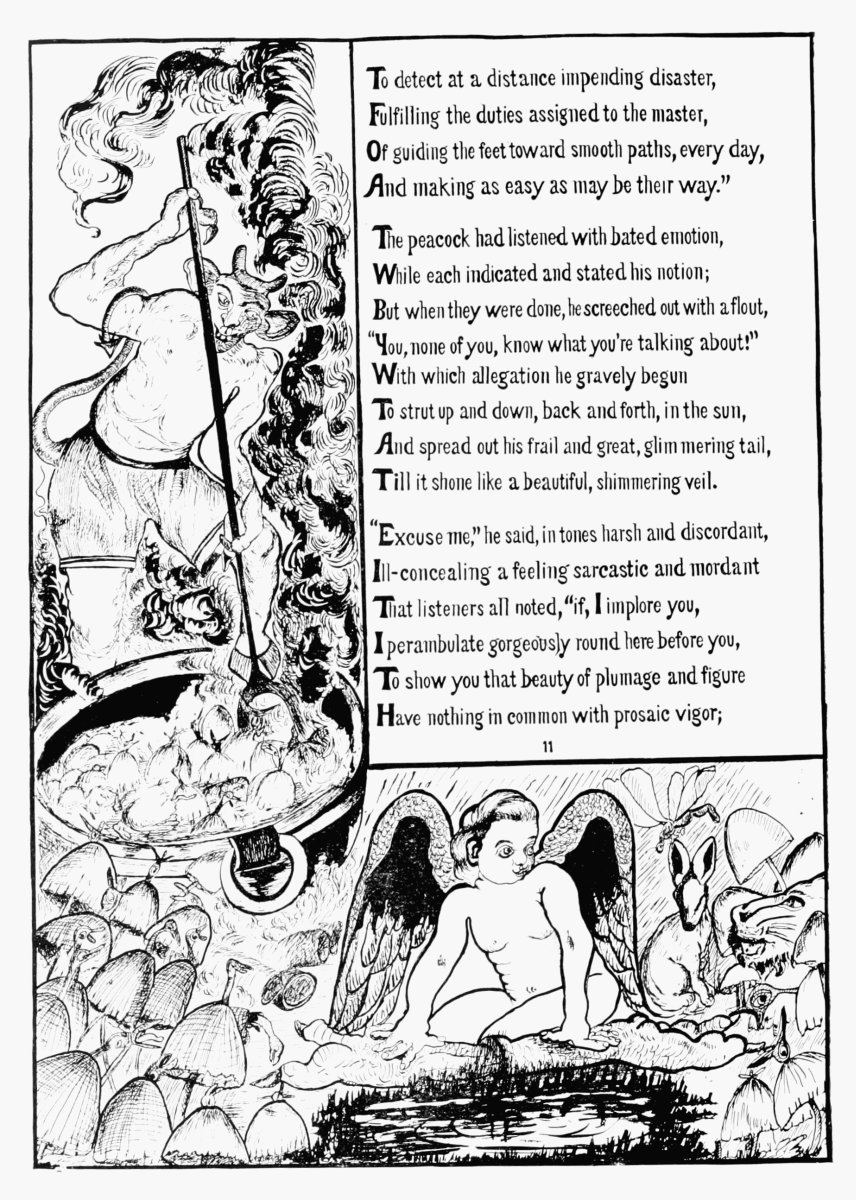 To detect at a distance impending disaster,
Fulfilling the duties assigned to the master,
Of guiding the feet toward smooth paths, every day,
And making as easy as may be their way."
The peacock had listened with bated emotion,
While each indicated and stated his notion;
But when they were done, he screeched out with a flout,
"You, none of you, know what you're talking about!"
With which allegation he gravely begun
To strut up and down, back and forth, in the sun,
And spread out his frail and great, glimmering tail,
Till it shone like a beautiful, shimmering veil.
"Excuse me," he said, in tones harsh and discordant,
Ill-concealing a feeling sarcastic and mordant
That listeners all noted, "if, I implore you,
I perambulate gorgeously round here before you,
To show you that beauty of plumage and figure
Have nothing in common with prosaic vigor;
11